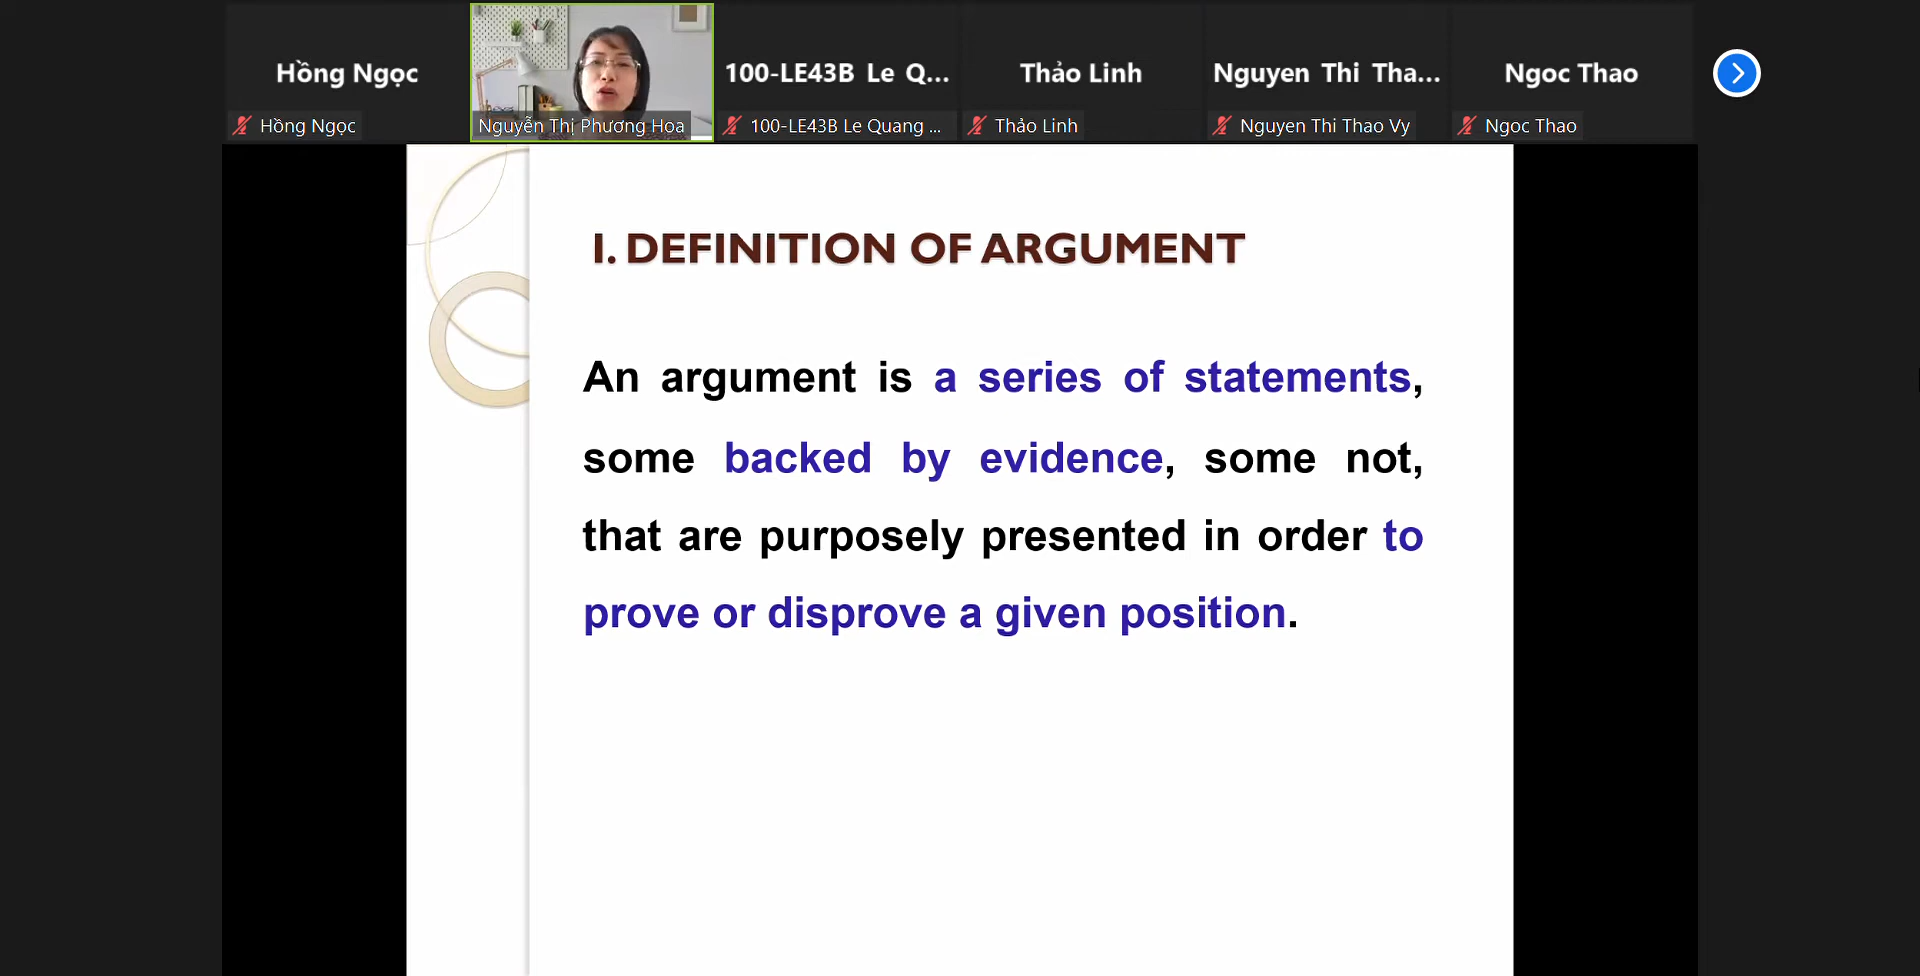 Hồng Ngọc
100-LE43B Le Q...
Thảo Linh
Nguyen Thi Tha...
Ngoc Thao
Hồng Ngọc
Nguyễn Thị Phương Hoa
100-LE43B Le Quang ...
Thảo Linh
Nguyen Thi Thao Vy
Ngoc Thao
I. DEFINITION OF ARGUMENT
An argument is a series of statements,
some backed by evidence, some not,
that are purposely presented in order to
prove or disprove a given position.